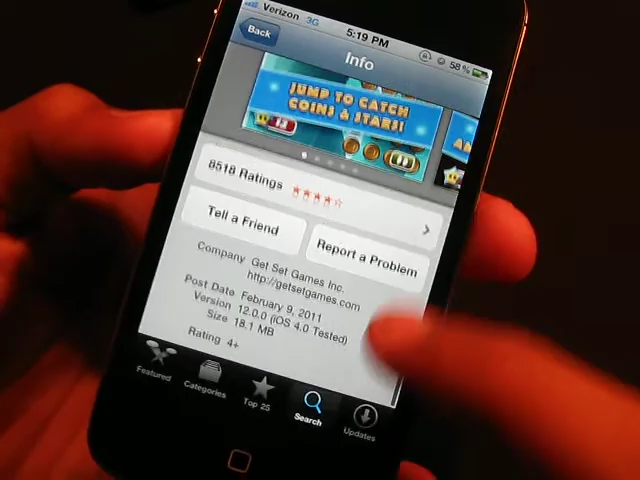 Verizon 3G 5:19 PM 58%
Back
Info
JUMP TO CATCH
COINS & STARS!
8518 Ratings
Tell a Friend
Report a Problem
Company Get Set Games Inc.
http://getsetgames.com
Post Date February 9, 2011
Version 12.0.0 (iOS 4.0 Tested)
Size 18.1 MB
Rating 4+
Featured
Categories
Top 25
Search
Updates